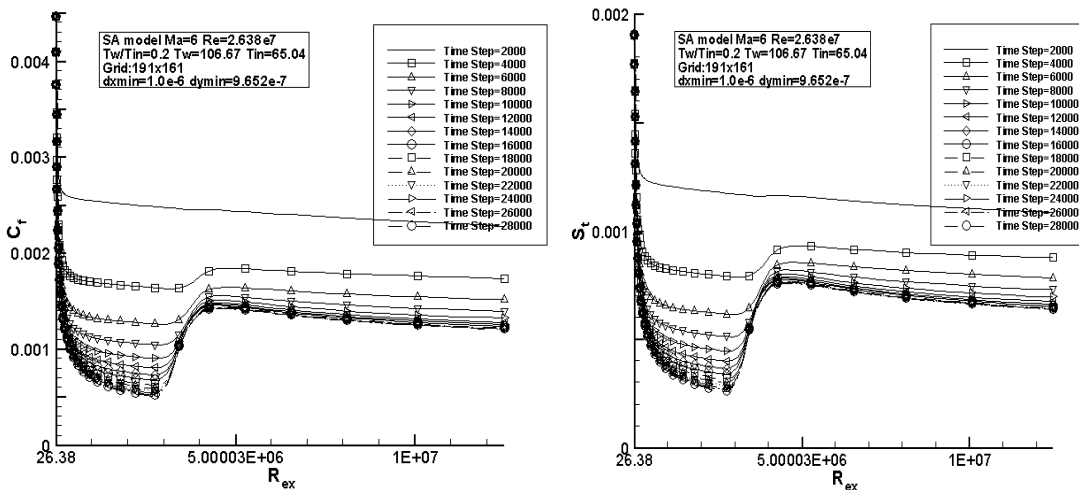 0.004
0.003
0.002
0.001
0
C_f
SA model Ma=6 Re=2.638e7
Tw/Tin=0.2 Tw=106.67 Tin=65.04
Grid:191x161
dxmin=1.0e-6 dymin=9.652e-7
Time Step=2000
Time Step=4000
Time Step=6000
Time Step=8000
Time Step=10000
Time Step=12000
Time Step=14000
Time Step=16000
Time Step=18000
Time Step=20000
Time Step=22000
Time Step=24000
Time Step=26000
Time Step=28000
26.38
5.00003E+06
1E+07
R_ex
0.002
0.001
0
S_t
SA model Ma=6 Re=2.638e7
Tw/Tin=0.2 Tw=106.67 Tin=65.04
Grid:191x161
dxmin=1.0e-6 dymin=9.652e-7
Time Step=2000
Time Step=4000
Time Step=6000
Time Step=8000
Time Step=10000
Time Step=12000
Time Step=14000
Time Step=16000
Time Step=18000
Time Step=20000
Time Step=22000
Time Step=24000
Time Step=26000
Time Step=28000
26.38
5.00003E+06
1E+07
R_ex